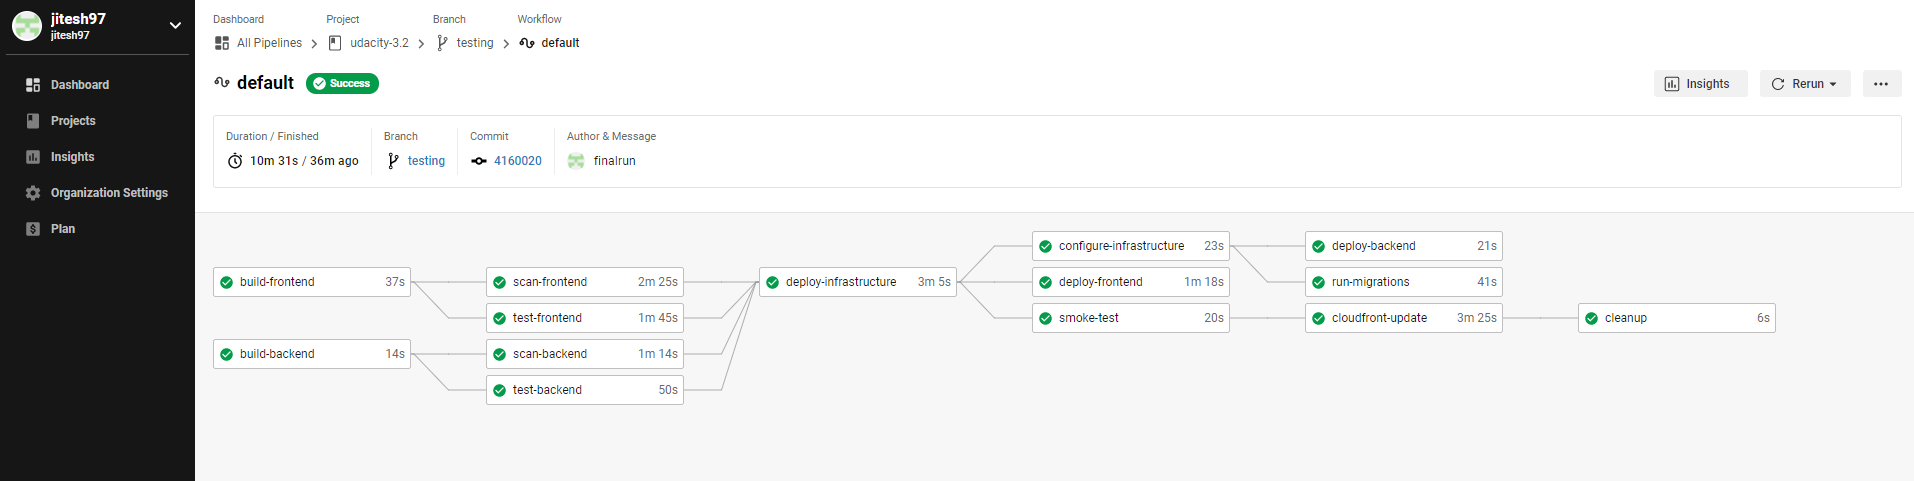 jitesh97
jitesh97
Dashboard
Projects
Insights
Organization Settings
Plan
Dashboard Project Branch Workflow
All Pipelines udacity-3.2 testing default
default Success
Insights Rerun
Duration / Finished Branch Commit Author & Message
10m 31s / 36m ago testing 4160020 finalrun
configure-infrastructure 23s deploy-backend 21s
build-frontend 37s scan-frontend 2m 25s deploy-infrastructure 3m 5s deploy-frontend 1m 18s run-migrations 41s
test-frontend 1m 45s smoke-test 20s cloudfront-update 3m 25s cleanup 6s
build-backend 14s scan-backend 1m 14s
test-backend 50s